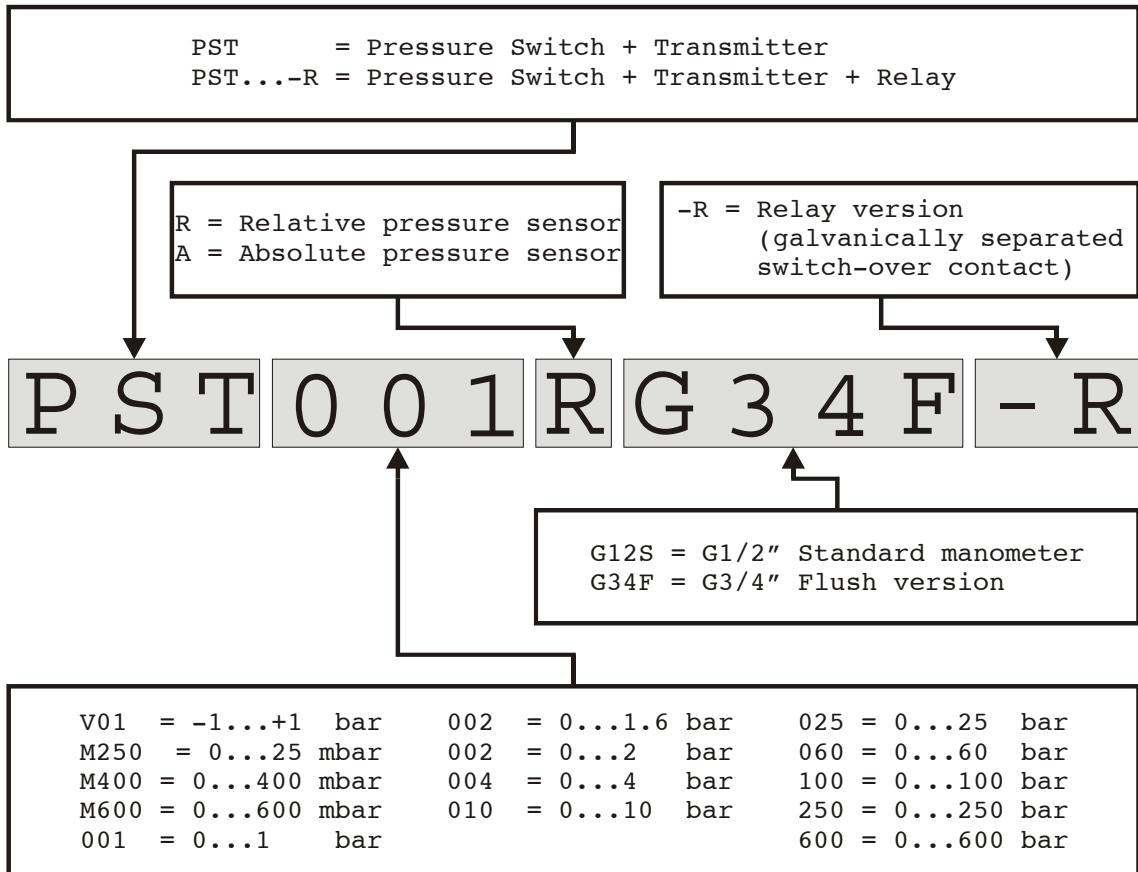 PST      = Pressure Switch + Transmitter
PST...-R = Pressure Switch + Transmitter + Relay
R = Relative pressure sensor
A = Absolute pressure sensor
-R = Relay version
(galvanically separated
switch-over contact)
PST 001 R G34F -R
G12S = G1/2" Standard manometer
G34F = G3/4" Flush version
V01  = -1...+1  bar   002  = 0...1.6 bar   025 = 0...25  bar
M250  = 0...25 mbar   002  = 0...2   bar   060 = 0...60  bar
M400 = 0...400 mbar   004  = 0...4   bar   100 = 0...100 bar
M600 = 0...600 mbar   010  = 0...10  bar   250 = 0...250 bar
001  = 0...1    bar   600 = 0...600 bar